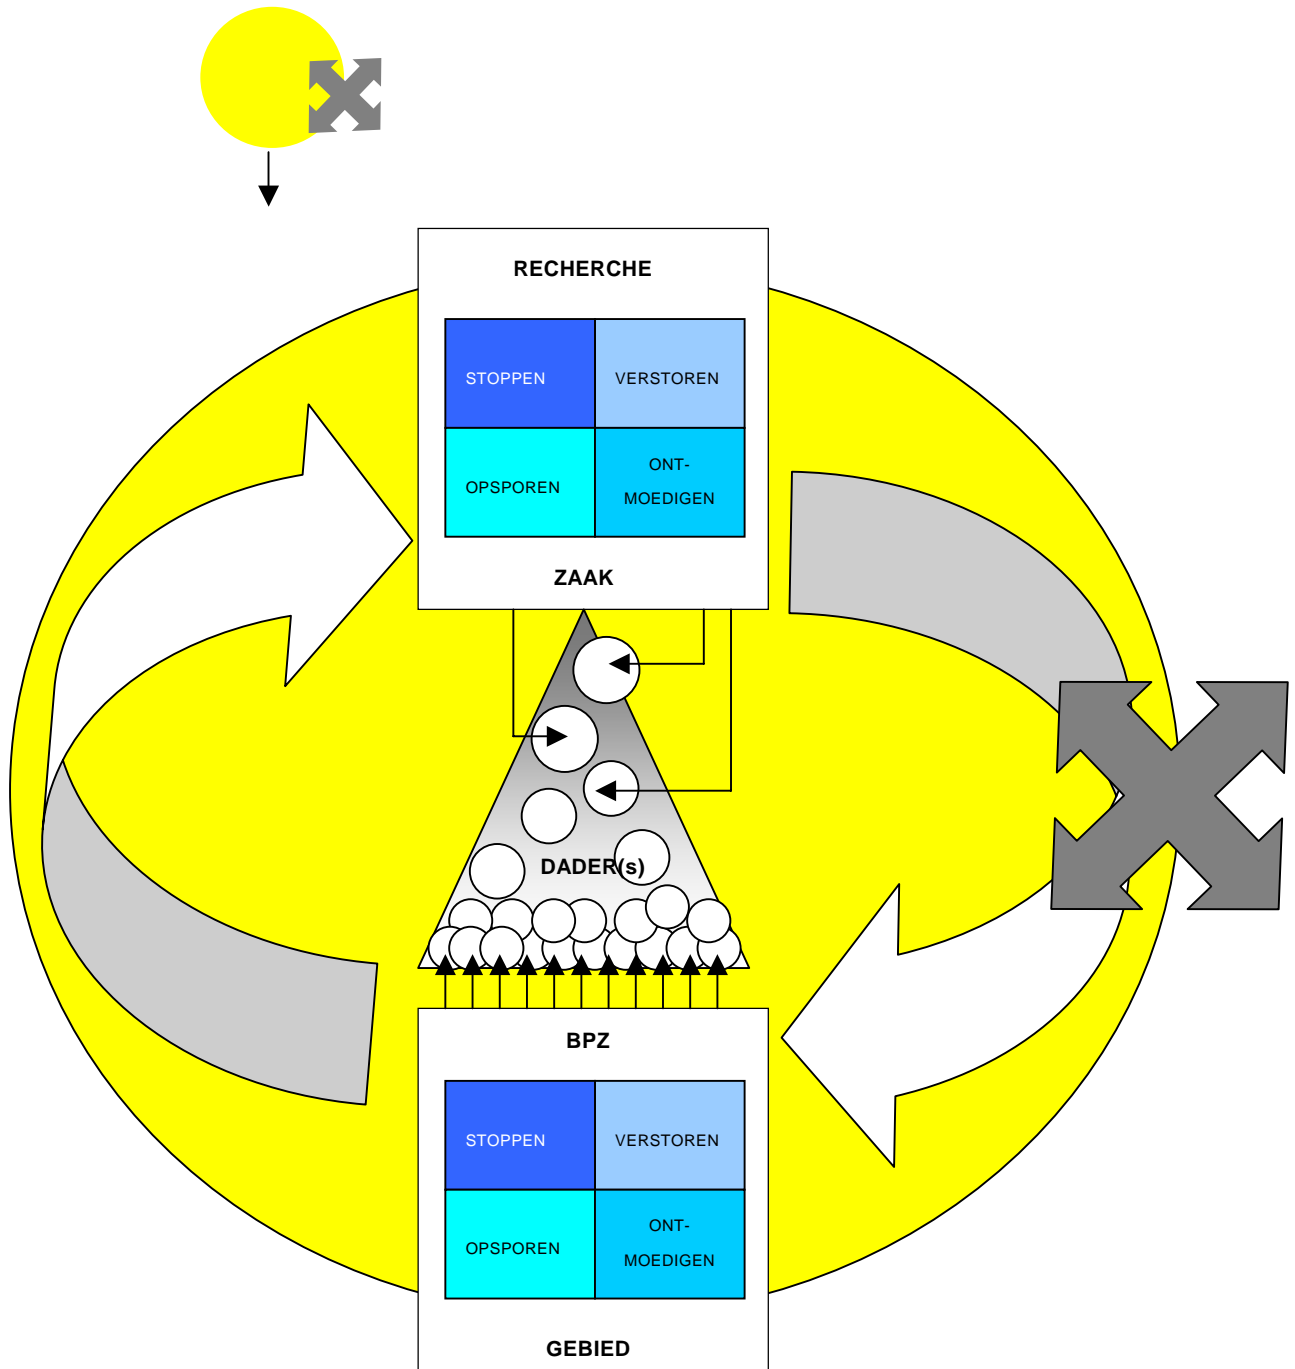 RECHERCHE
STOPPEN
VERSTOREN
OPSPOREN
ONT-
MOEDIGEN
ZAAK
DADER(s)
BPZ
STOPPEN
VERSTOREN
OPSPOREN
ONT-
MOEDIGEN
GEBIED